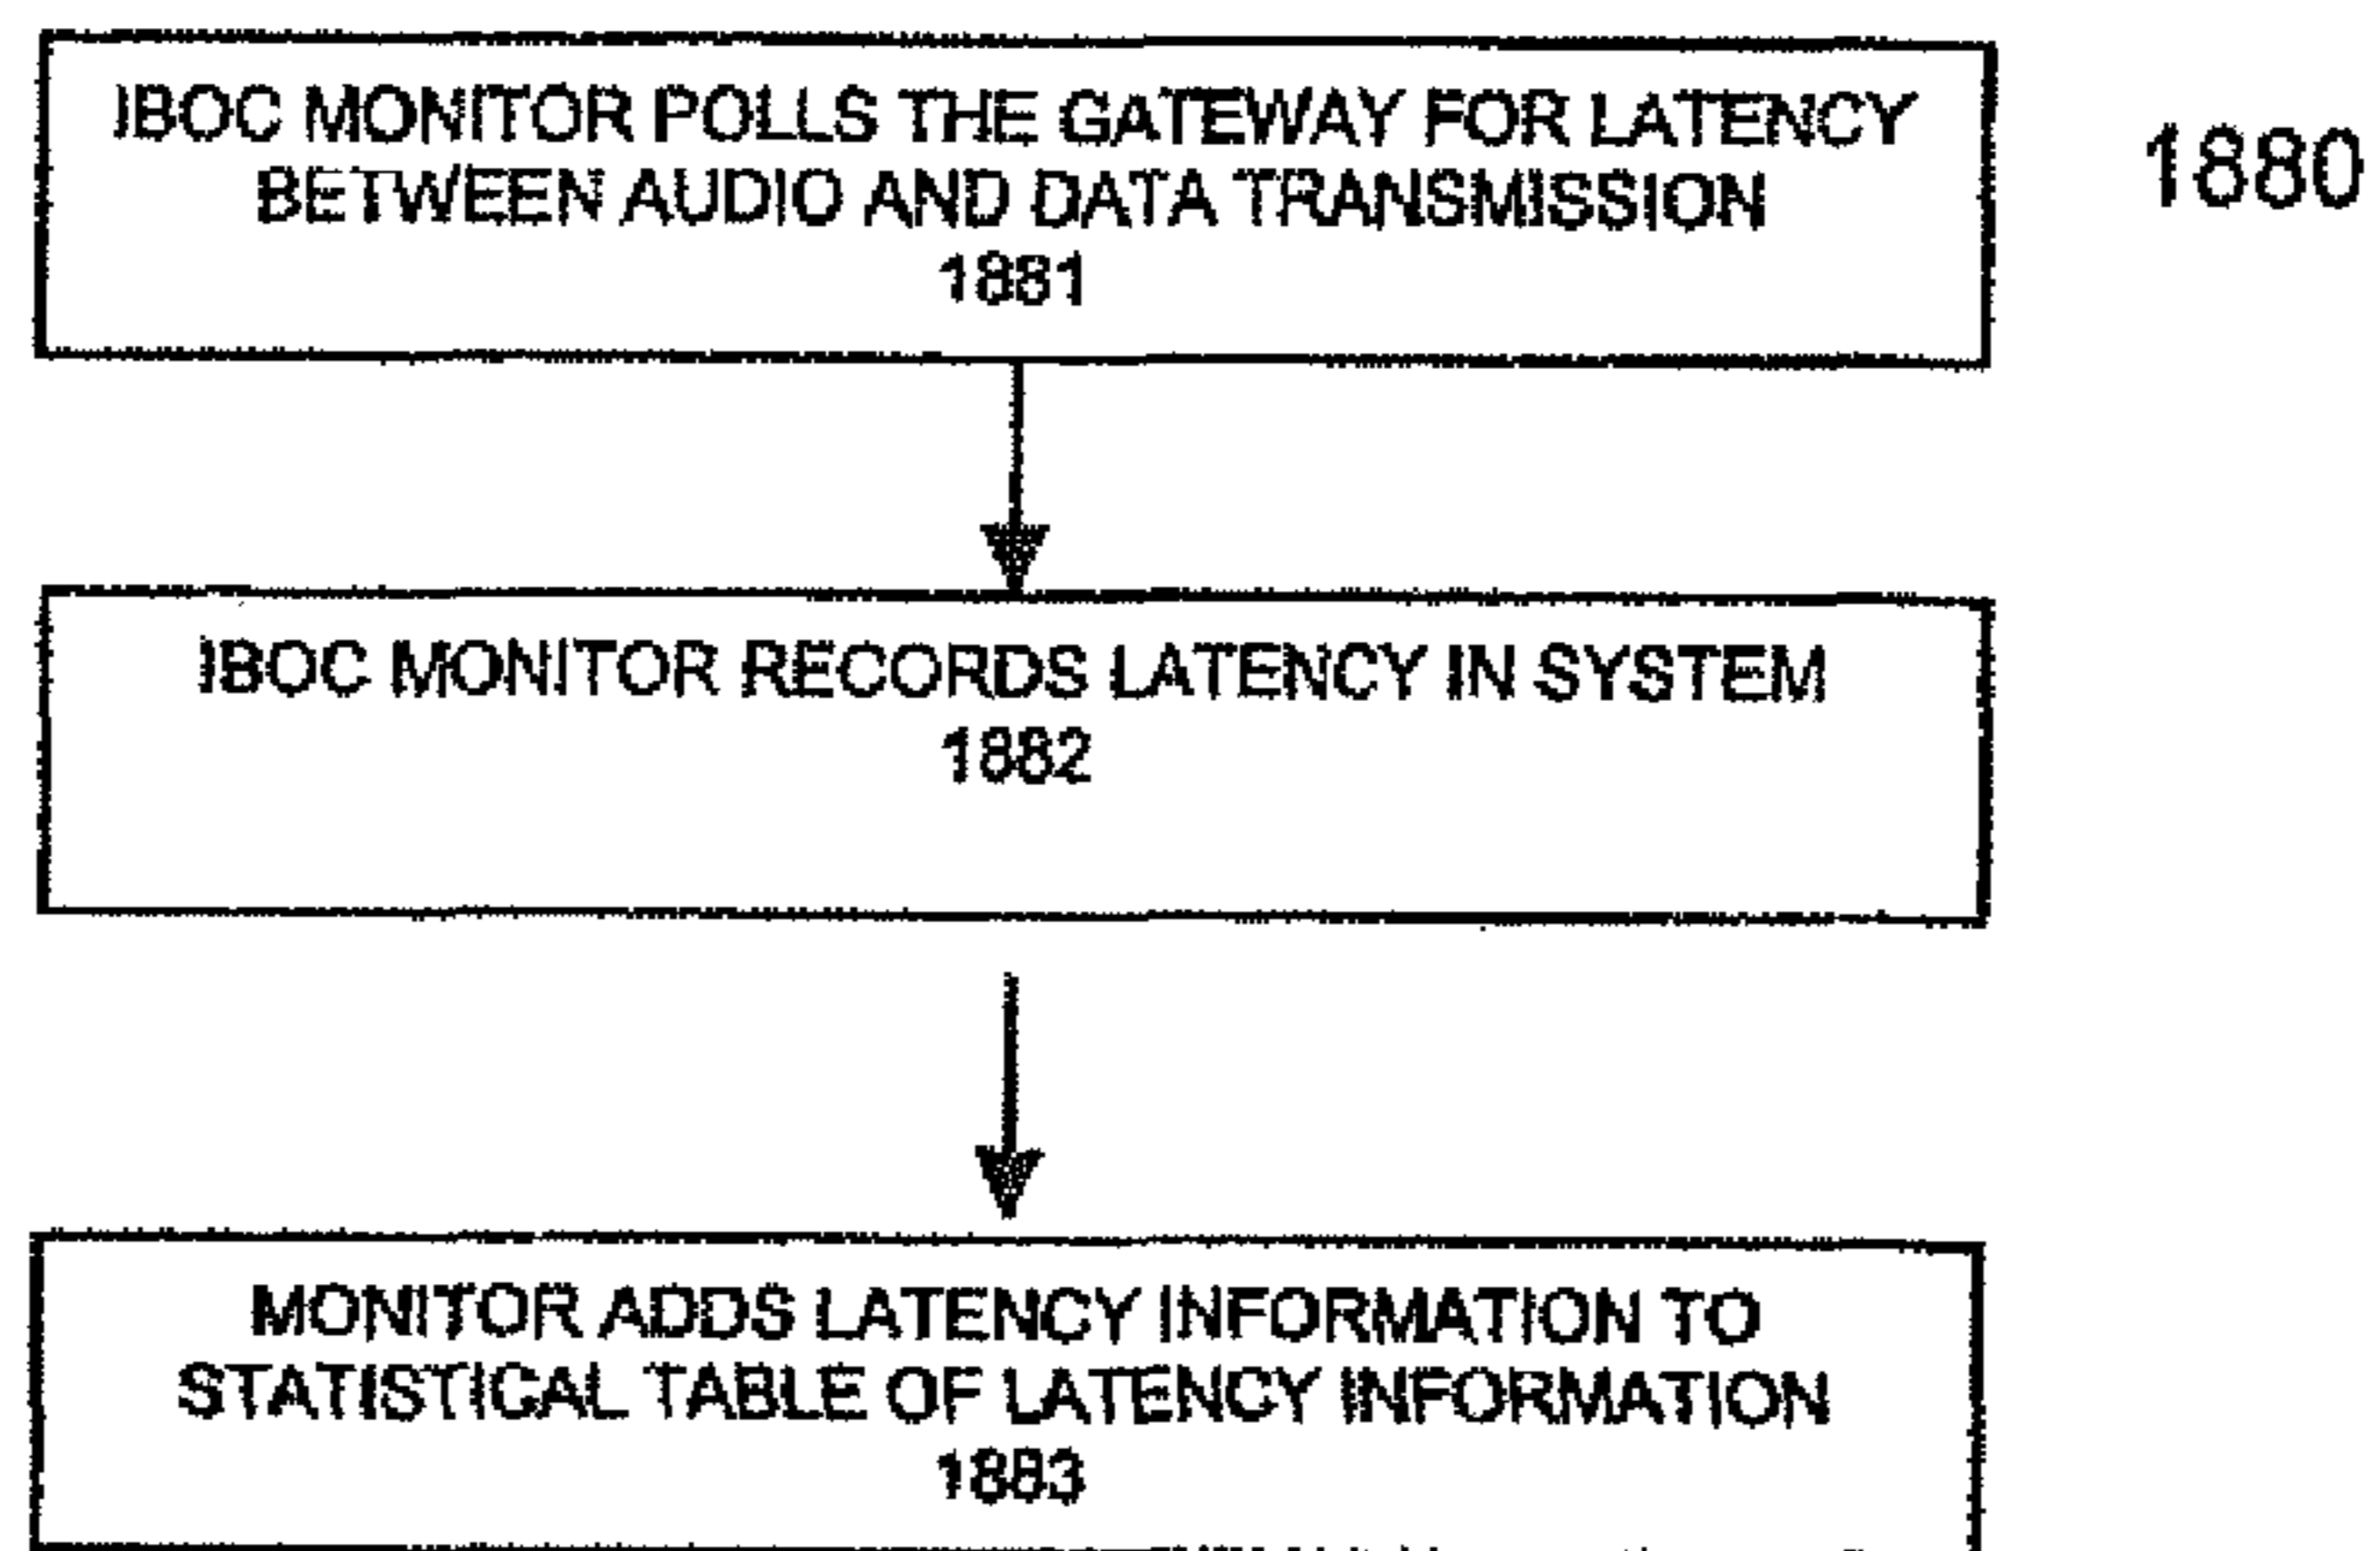 IBOC MONITOR POLLS THE GATEWAY FOR LATENCY
BETWEEN AUDIO AND DATA TRANSMISSION
1881
1880
IBOC MONITOR RECORDS LATENCY IN SYSTEM
1882
MONITOR ADDS LATENCY INFORMATION TO
STATISTICAL TABLE OF LATENCY INFORMATION
1883